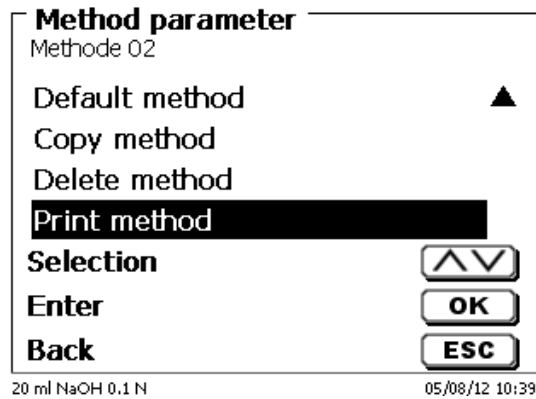 Method parameter
Methode 02
Default method
Copy method
Delete method
Print method
Selection
Enter OK
Back ESC
20 ml NaOH 0.1 N 05/08/12 10:39